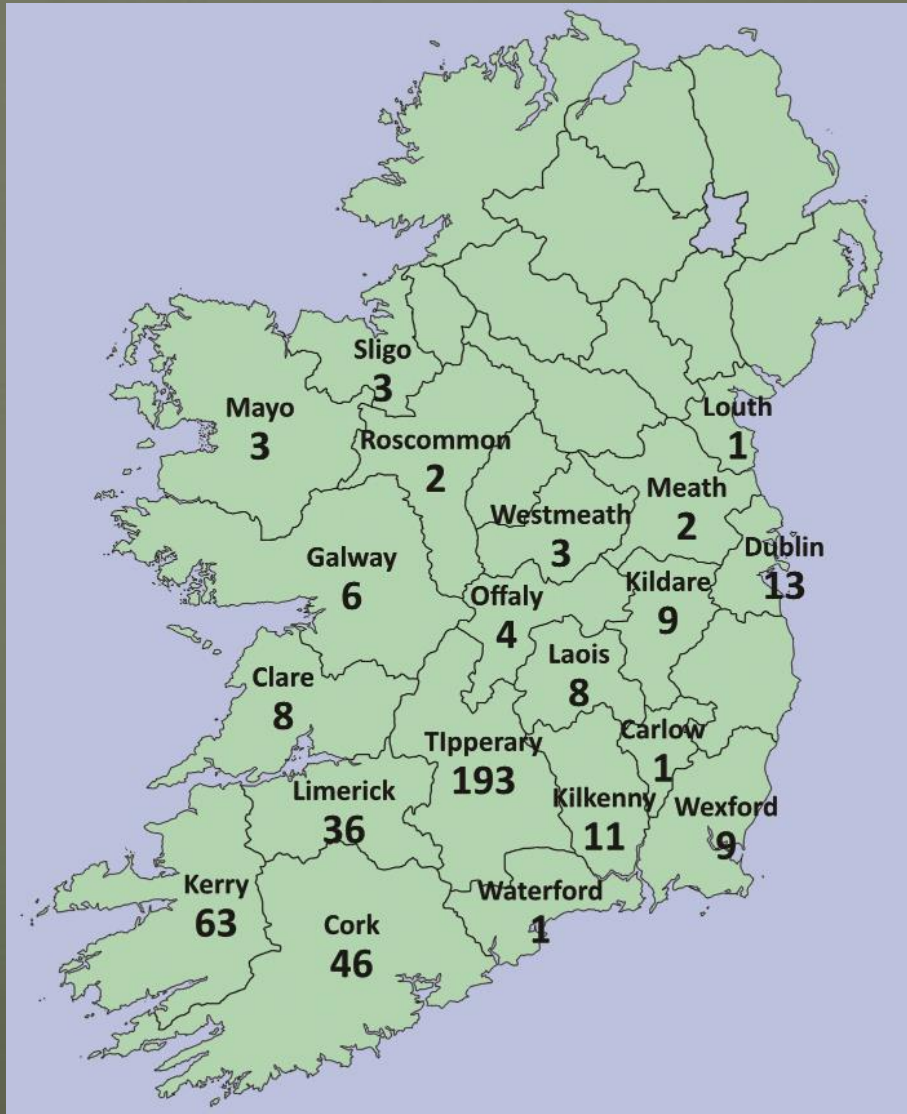 Sligo
3
Mayo
3
Louth
1
Roscommon
2
Meath
2
Westmeath
3
Dublin
13
Galway
6
Kildare
9
Offaly
4
Laois
8
Clare
8
Carlow
1
TIpperary
193
Limerick
36
Kilkenny
11
Wexford
9
Kerry
63
Waterford
1
Cork
46